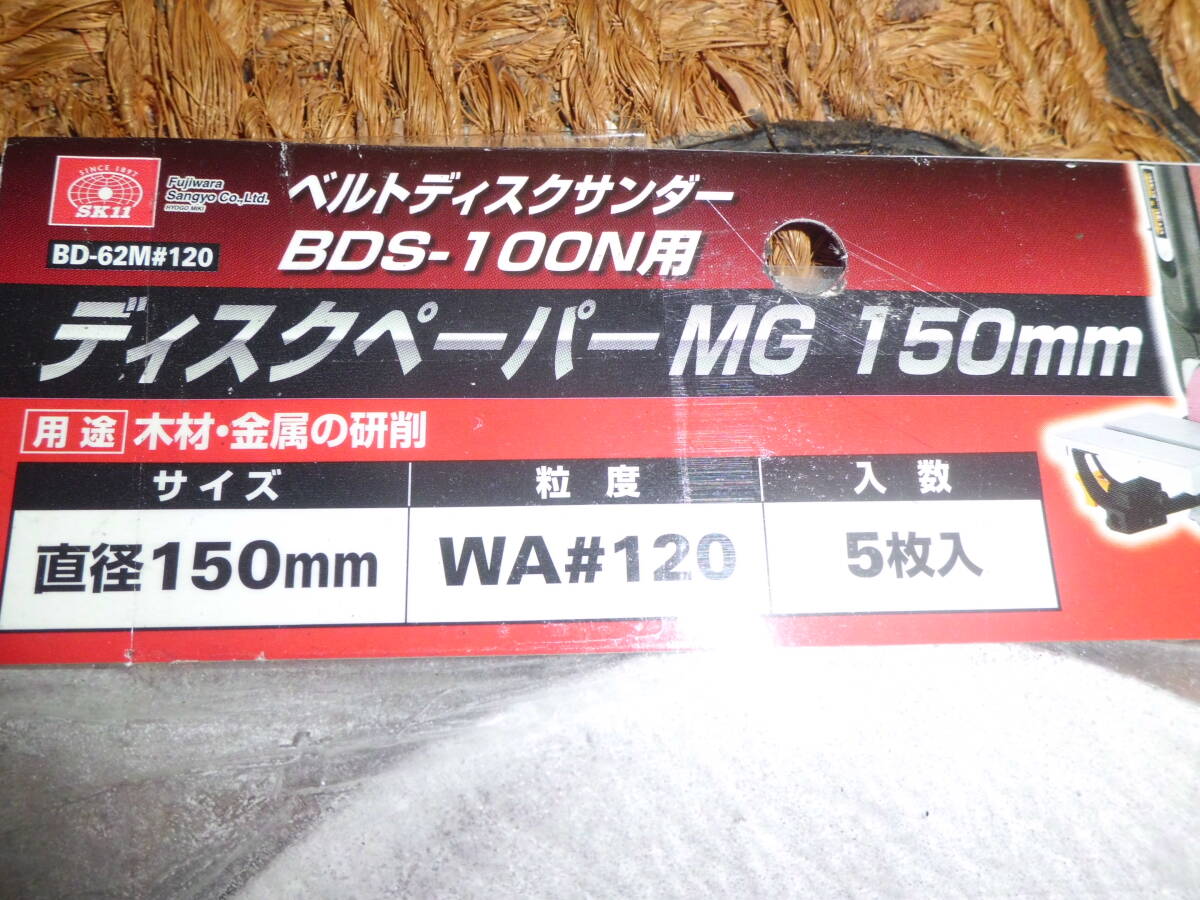 SINCE 1897
SK11
Fujiwara
Sangyo Co.,Ltd.
HYOGO MIKI
BD-62M#120
ベルトディスクサンダー
BDS-100N用
ディスクペーパーMG 150mm
用途 木材・金属の研削
サイズ 粒度 入数
直径150mm WA#120 5枚入